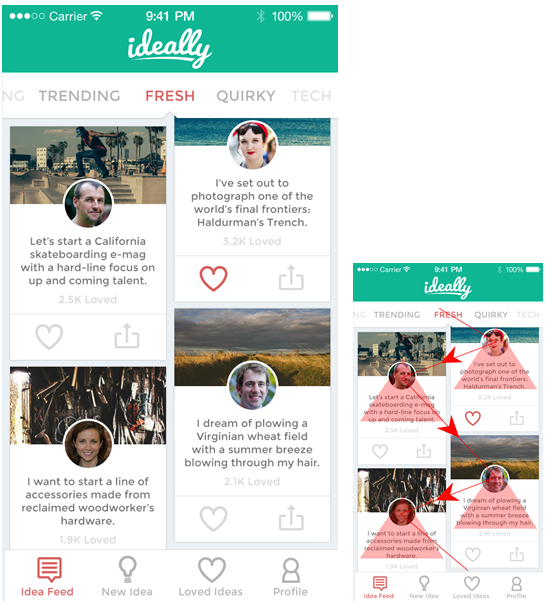 ●●●○○ Carrier 9:41 PM 100%
ideally
NG TRENDING FRESH QUIRKY TECH
I've set out to
photograph one of the
world's final frontiers:
Haldurman's Trench.
3.2K Loved
Let's start a California
skateboarding e-mag
with a hard-line focus on
up and coming talent.
2.5K Loved
I dream of plowing a
Virginian wheat field
with a summer breeze
blowing through my hair.
2.1K Loved
I want to start a line of
accessories made from
reclaimed woodworker's
hardware.
1.9K Loved
Idea Feed New Idea Loved Ideas Profile
●●●○○ Carrier 9:41 PM 100%
ideally
NG TRENDING FRESH QUIRKY TECH
I've set out to
photograph one of the
world's final frontiers:
Haldurman's Trench.
3.2K Loved
Let's start a California
skateboarding e-mag
with a hard-line focus on
up and coming talent.
2.5K Loved
I dream of plowing a
Virginian wheat field
with a summer breeze
blowing through my hair.
2.1K Loved
I want to start a line of
accessories made from
reclaimed woodworker's
hardware.
1.9K Loved
Idea Feed New Idea Loved Ideas Profile